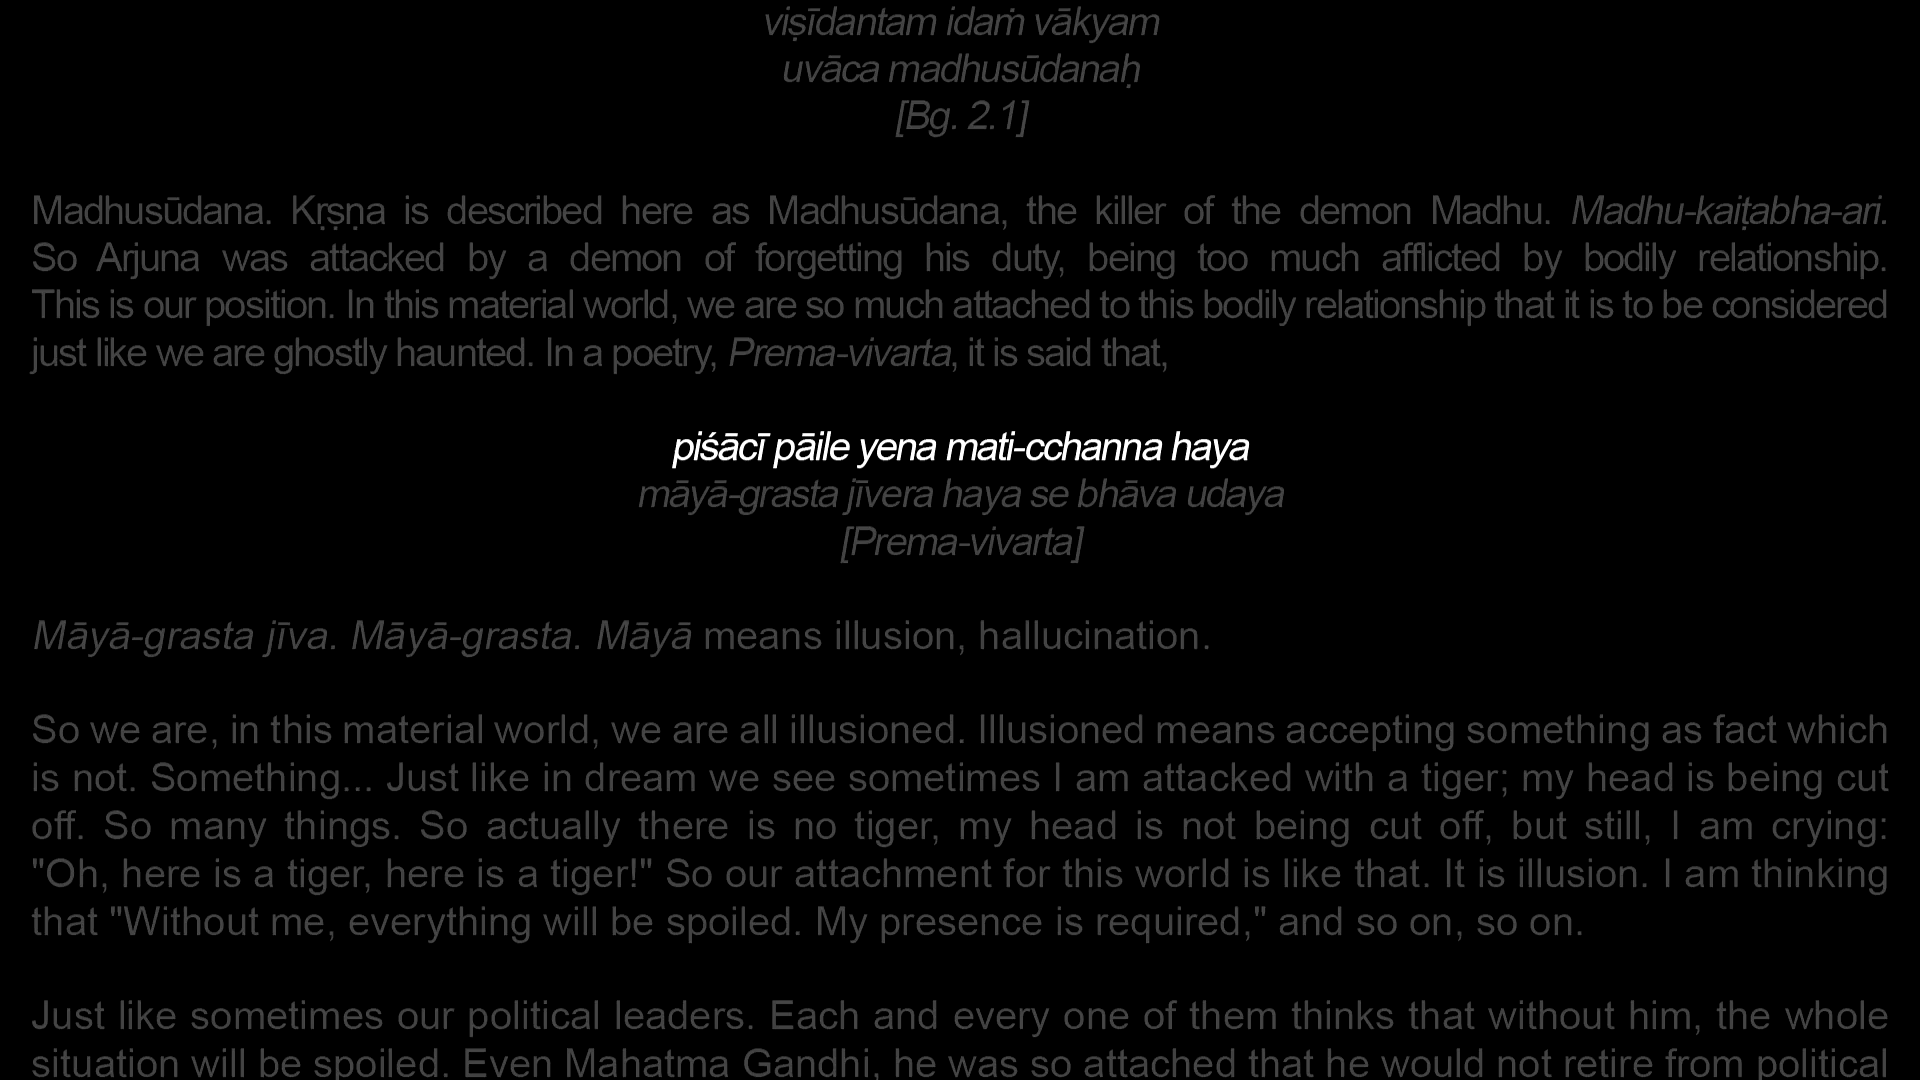 viṣīdantam idaṁ vākyam
uvāca madhusūdanaḥ
[Bg. 2.1]
Madhusūdana. Kṛṣṇa is described here as Madhusūdana, the killer of the demon Madhu. Madhu-kaiṭabha-ari.
So Arjuna was attacked by a demon of forgetting his duty, being too much afflicted by bodily relationship.
This is our position. In this material world, we are so much attached to this bodily relationship that it is to be considered
just like we are ghostly haunted. In a poetry, Prema-vivarta, it is said that,
piśācī pāile yena mati-cchanna haya
māyā-grasta jīvera haya se bhāva udaya
[Prema-vivarta]
Māyā-grasta jīva. Māyā-grasta. Māyā means illusion, hallucination.
So we are, in this material world, we are all illusioned. Illusioned means accepting something as fact which
is not. Something... Just like in dream we see sometimes I am attacked with a tiger; my head is being cut
off. So many things. So actually there is no tiger, my head is not being cut off, but still, I am crying:
"Oh, here is a tiger, here is a tiger!" So our attachment for this world is like that. It is illusion. I am thinking
that "Without me, everything will be spoiled. My presence is required," and so on, so on.
Just like sometimes our political leaders. Each and every one of them thinks that without him, the whole
situation will be spoiled. Even Mahatma Gandhi, he was so attached that he would not retire from political